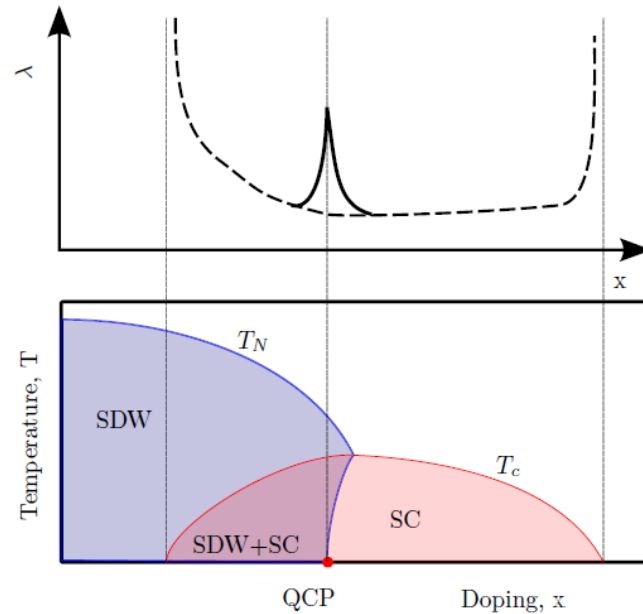 λ
x
Temperature, T
T_N
SDW
T_c
SC
SDW+SC
QCP
Doping, x